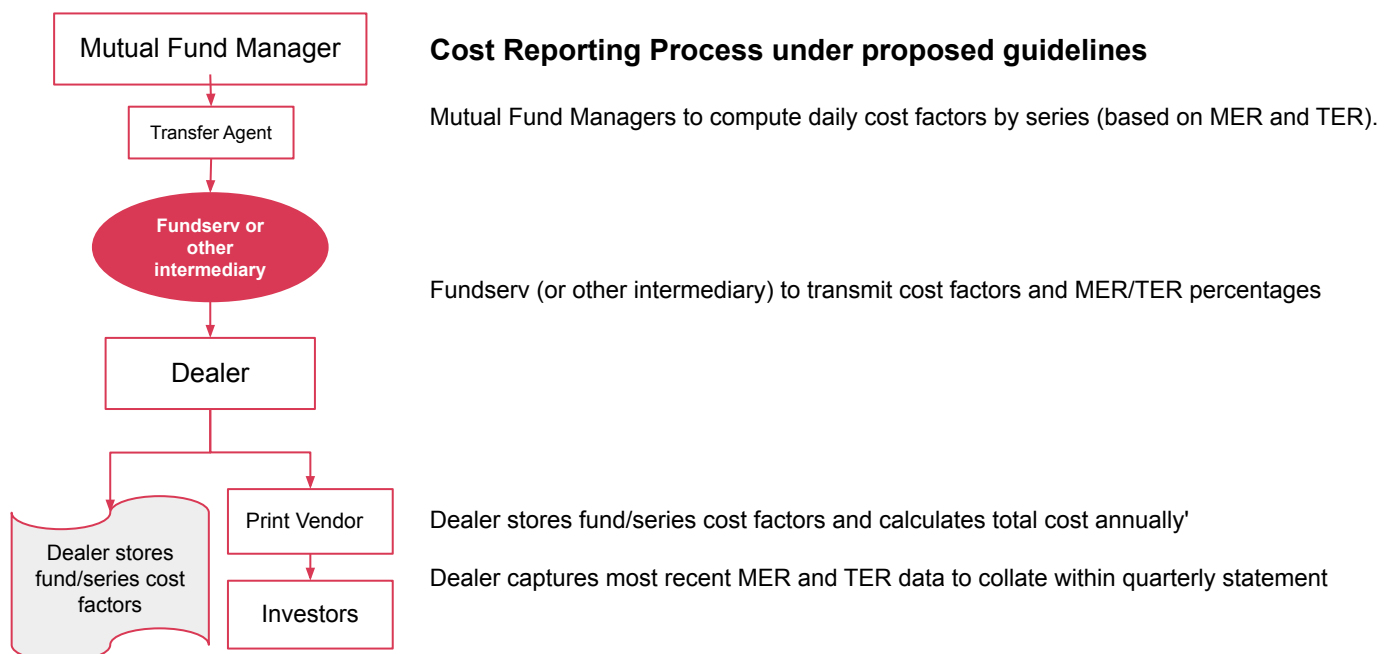 Mutual Fund Manager
Cost Reporting Process under proposed guidelines
Mutual Fund Managers to compute daily cost factors by series (based on MER and TER).
Transfer Agent
Fundserv or
other
intermediary
Fundserv (or other intermediary) to transmit cost factors and MER/TER percentages
Dealer
Print Vendor
Dealer stores fund/series cost factors and calculates total cost annually'
Dealer stores
fund/series cost
factors
Dealer captures most recent MER and TER data to collate within quarterly statement
Investors